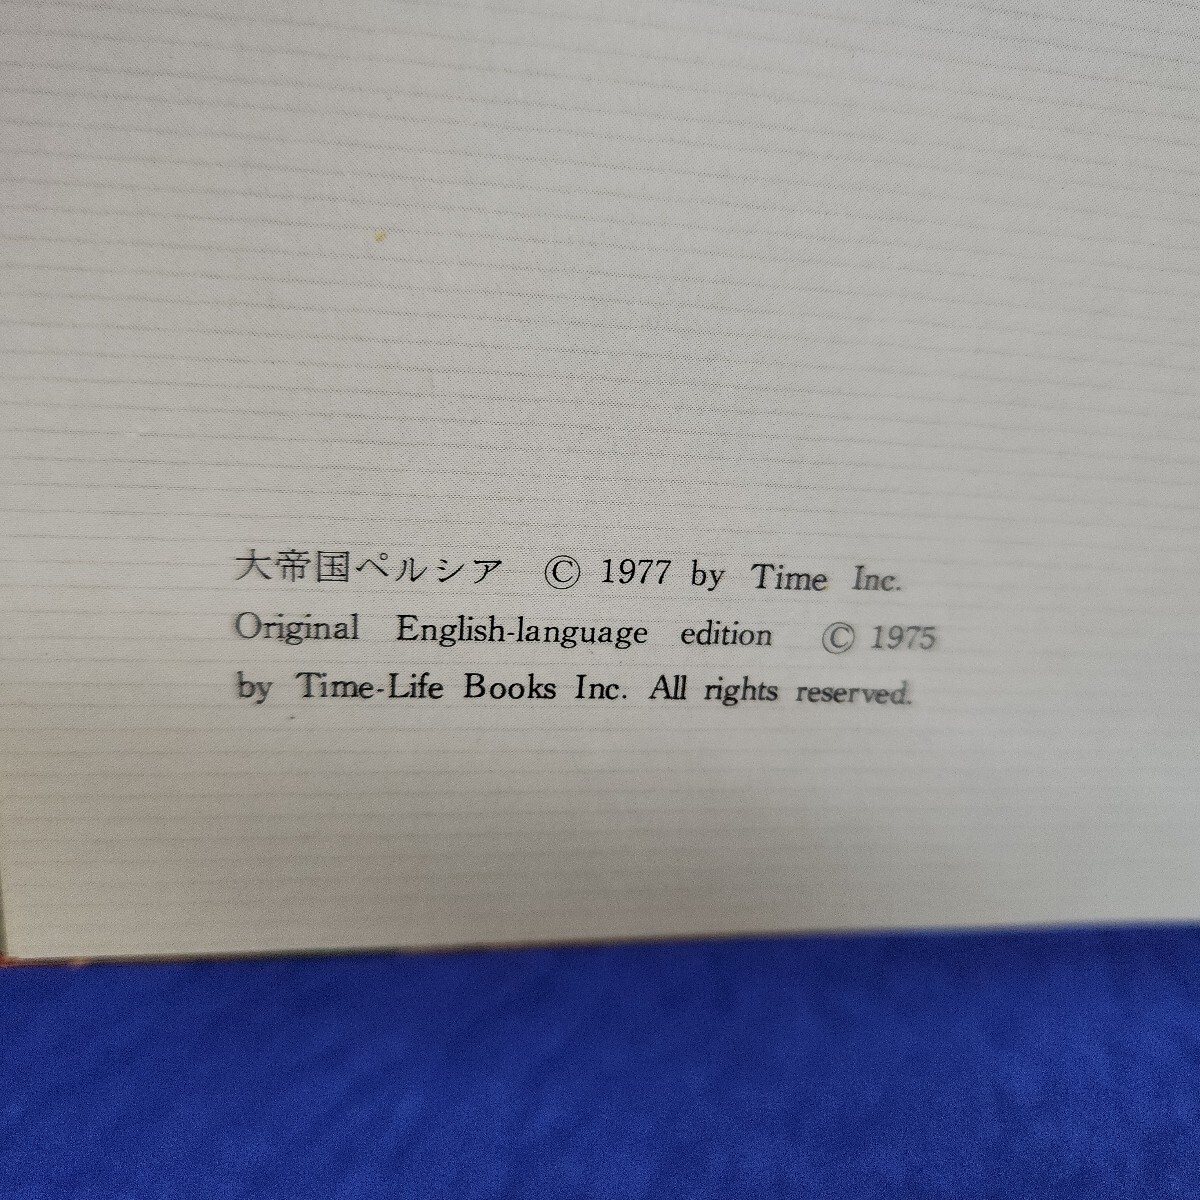 大帝国ペルシア © 1977 by Time Inc.
Original English-language edition © 1975
by Time-Life Books Inc. All rights reserved.